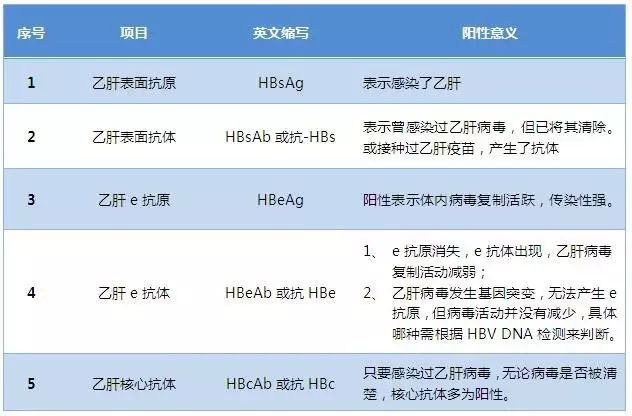 序号 项目 英文缩写 阳性意义
1 乙肝表面抗原 HBsAg 表示感染了乙肝
2 乙肝表面抗体 HBsAb 或抗-HBs 表示曾感染过乙肝病毒，但已将其清除。
或接种过乙肝疫苗，产生了抗体
3 乙肝 e 抗原 HBeAg 阳性表示体内病毒复制活跃，传染性强。
4 乙肝 e 抗体 HBeAb 或抗 HBe 1、 e 抗原消失，e 抗体出现，乙肝病毒
复制活动减弱；
2、 乙肝病毒发生基因突变，无法产生 e
抗原，但病毒活动并没有减少，具体
哪种需根据 HBV DNA 检测来判断。
5 乙肝核心抗体 HBcAb 或抗 HBc 只要感染过乙肝病毒，无论病毒是否被清
楚，核心抗体多为阳性。